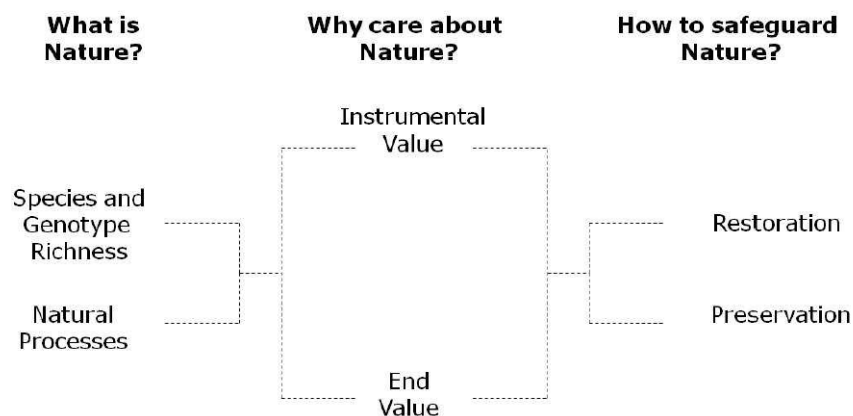 What is
Nature?
Why care about
Nature?
How to safeguard
Nature?
Instrumental
Value
Species and
Genotype
Richness
Natural
Processes
End
Value
Restoration
Preservation